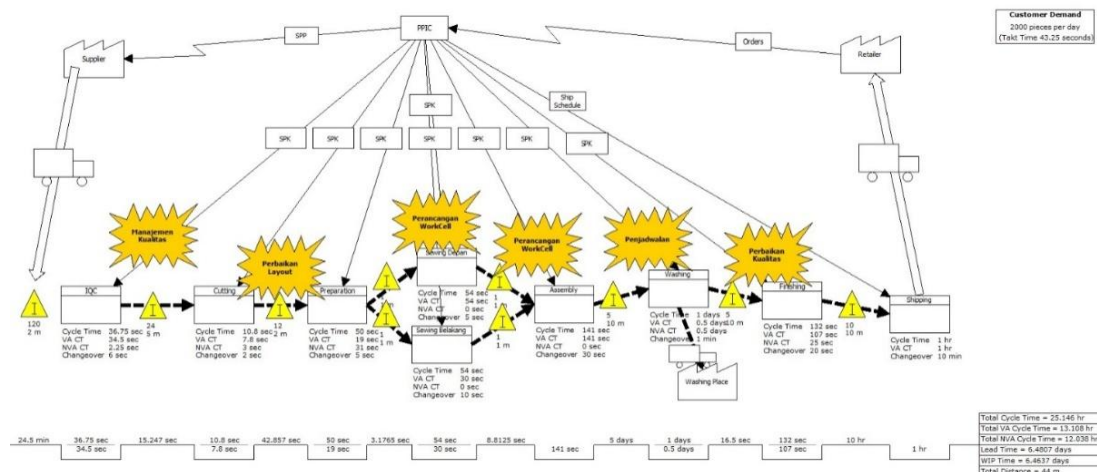 Customer Demand
2000 pieces per day
(Takt Time 43.25 seconds)
PPIC
SPP
Orders
Supplier
Retailer
Ship
Schedule
SPK
SPK
SPK
SPK
SPK
SPK
SPK
SPK
Manajemen
Kualitas
Perbaikan
Layout
Perancangan
WorkCell
Perancangan
WorkCell
Penjadwalan
Perbaikan
Kualitas
120
2 m
IQC
Cycle Time 36.75 sec
VA CT 34.5 sec
NVA CT 2.25 sec
Changeover 6 sec
24
5 m
Cutting
Cycle Time 10.8 sec
VA CT 7.8 sec
NVA CT 3 sec
Changeover 2 sec
12
2 m
Preparation
Cycle Time 50 sec
VA CT 19 sec
NVA CT 31 sec
Changeover 5 sec
1
1 m
Sewing Depan
Cycle Time 54 sec
VA CT 54 sec
NVA CT 0 sec
Changeover 5 sec
1
1 m
Sewing Belakang
Cycle Time 54 sec
VA CT 30 sec
NVA CT 0 sec
Changeover 10 sec
1
1 m
1
1 m
Assembly
Cycle Time 141 sec
VA CT 141 sec
NVA CT 0 sec
Changeover 30 sec
5
10 m
Washing
Cycle Time 1 days
VA CT 0.5 days
NVA CT 0.5 days
1 min
Washing Place
5
10 m
Finishing
Cycle Time 132 sec
VA CT 107 sec
NVA CT 25 sec
Changeover 20 sec
10
10 m
Shipping
Cycle Time 1 hr
VA CT 1 hr
Changeover 10 min
24.5 min 36.75 sec 15.247 sec 10.8 sec 42.857 sec 50 sec 3.1765 sec 54 sec 8.8125 sec 5 days 1 days 16.5 sec 132 sec 10 hr
34.5 sec 7.8 sec 19 sec 30 sec 141 sec 0.5 days 107 sec 1 hr
Total Cycle Time = 25.146 hr
Total VA Cycle Time = 13.108 hr
Total NVA Cycle Time = 12.038 hr
Lead Time = 6.4807 days
WIP Time = 6.4637 days
Total Distance = 44 m